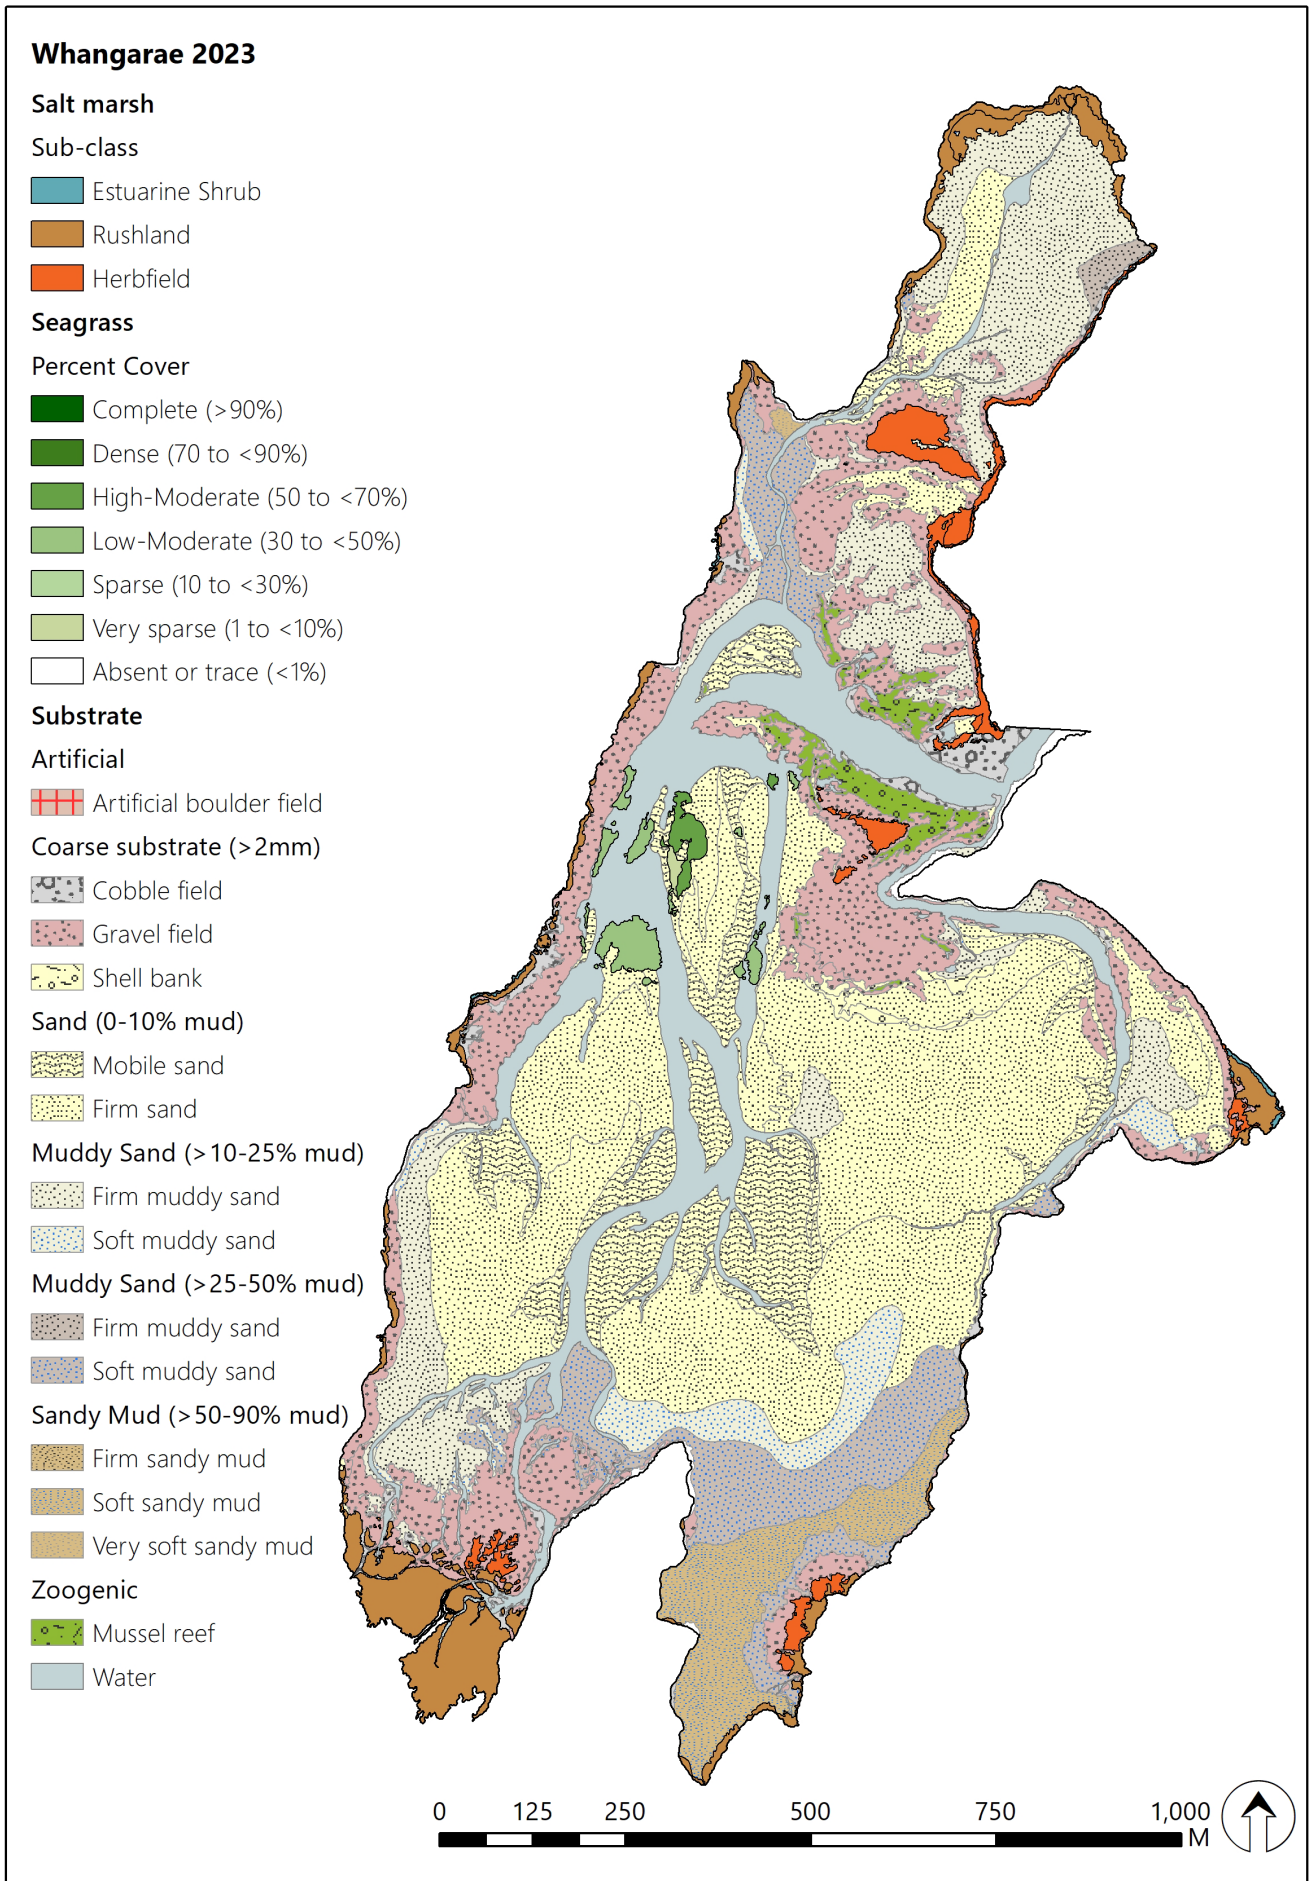 Whangarae 2023
Salt marsh
Sub-class
Estuarine Shrub
Rushland
Herbfield
Seagrass
Percent Cover
Complete (>90%)
Dense (70 to <90%)
High-Moderate (50 to <70%)
Low-Moderate (30 to <50%)
Sparse (10 to <30%)
Very sparse (1 to <10%)
Absent or trace (<1%)
Substrate
Artificial
Artificial boulder field
Coarse substrate (>2mm)
Cobble field
Gravel field
Shell bank
Sand (0-10% mud)
Mobile sand
Firm sand
Muddy Sand (>10-25% mud)
Firm muddy sand
Soft muddy sand
Muddy Sand (>25-50% mud)
Firm muddy sand
Soft muddy sand
Sandy Mud (>50-90% mud)
Firm sandy mud
Soft sandy mud
Very soft sandy mud
Zoogenic
Mussel reef
Water
0 125 250 500 750 1,000
M